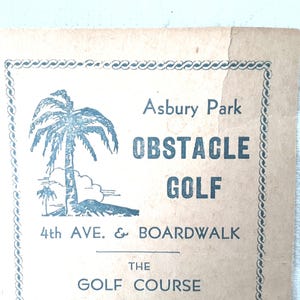 Asbury Park
OBSTACLE
GOLF
4th AVE. & BOARDWALK
THE
GOLF COURSE